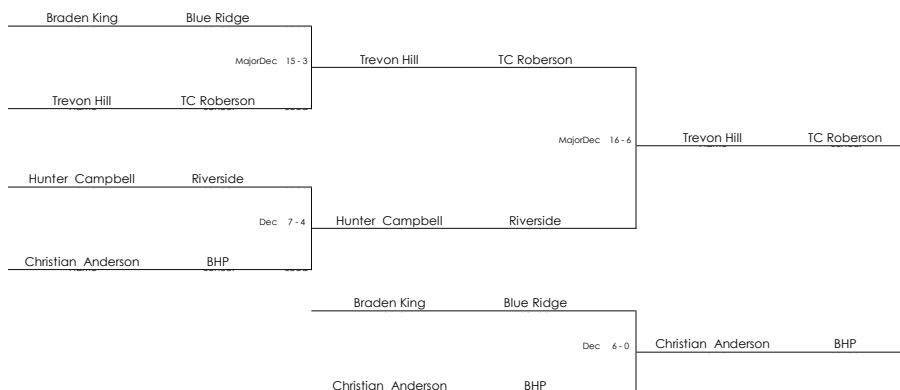 Braden King Blue Ridge
MajorDec 15 - 3 Trevon Hill TC Roberson
Trevon Hill TC Roberson
MajorDec 16 - 6 Trevon Hill TC Roberson
Hunter Campbell Riverside
Dec 7 - 4 Hunter Campbell Riverside
Christian Anderson BHP
Braden King Blue Ridge
Dec 6 - 0 Christian Anderson BHP
Christian Anderson BHP